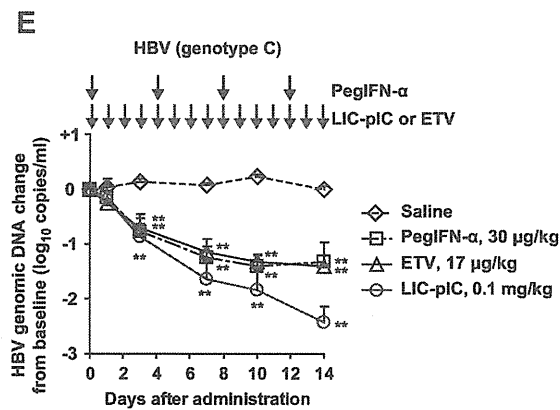 E
HBV (genotype C)
PegIFN-α
LIC-pIC or ETV
HBV genomic DNA change
from baseline (log10 copies/ml)
+1
0
-1
-2
-3
** ** ** ** ** ** ** ** ** ** ** **
0 2 4 6 8 10 12 14
Days after administration
Saline
PegIFN-α, 30 µg/kg
ETV, 17 µg/kg
LIC-pIC, 0.1 mg/kg